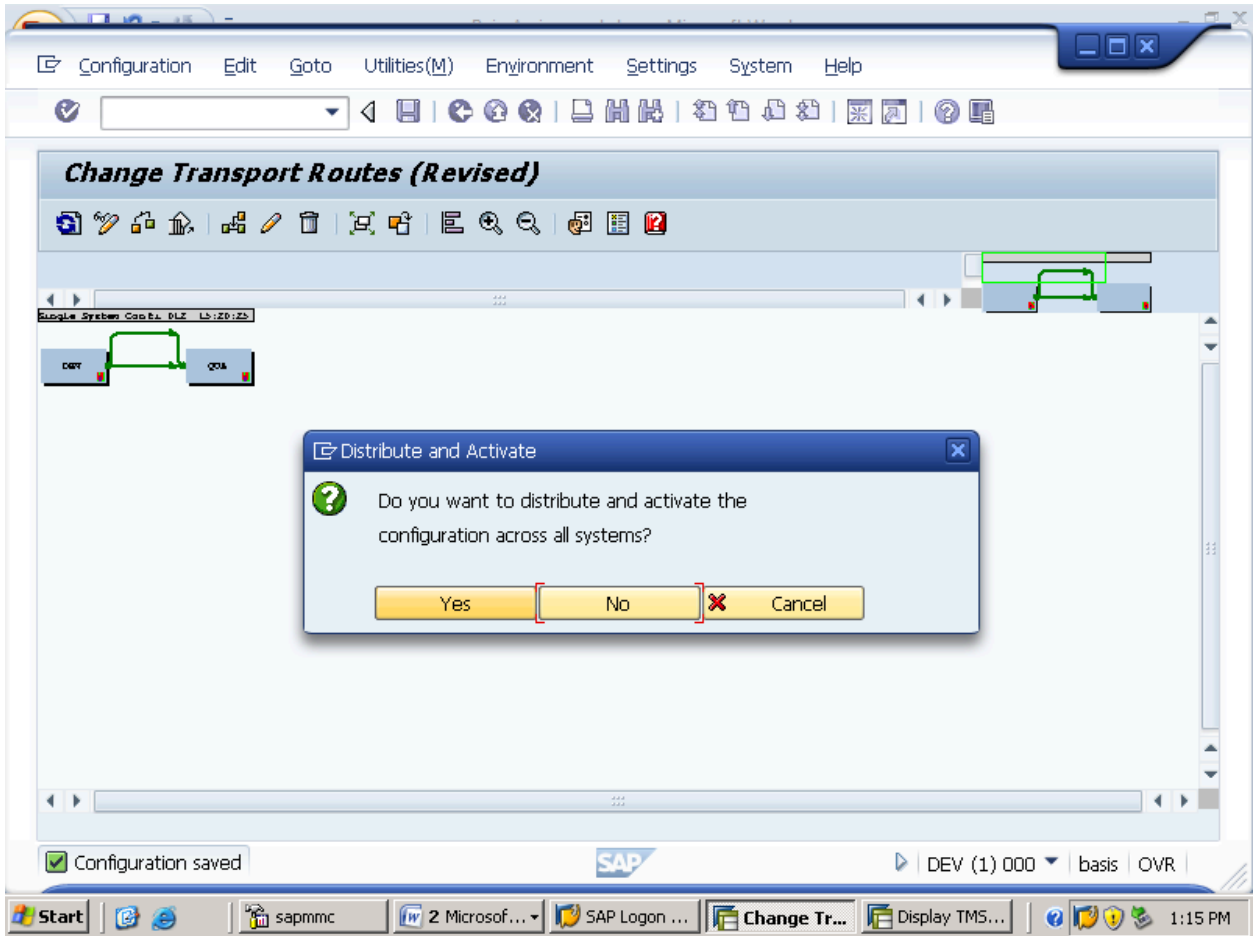 Configuration Edit Goto Utilities(M) Environment Settings System Help
Change Transport Routes (Revised)
DEV QUA
Distribute and Activate
Do you want to distribute and activate the
configuration across all systems?
Yes No Cancel
Configuration saved SAP DEV (1) 000 basis OVR
Start sapmmc 2 Microsof... SAP Logon ... Change Tr... Display TMS... 1:15 PM